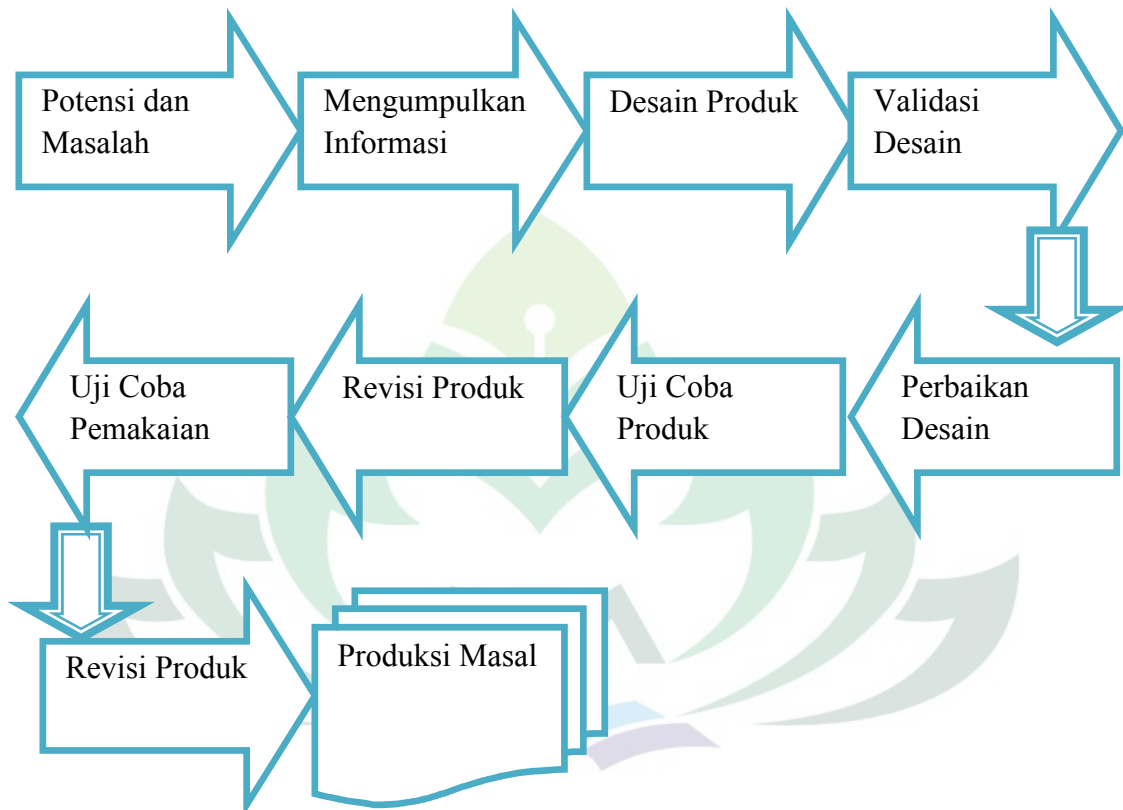 Potensi dan
Masalah
Mengumpulkan
Informasi
Desain Produk
Validasi
Desain
Perbaikan
Desain
Uji Coba
Produk
Revisi Produk
Uji Coba
Pemakaian
Revisi Produk
Produksi Masal